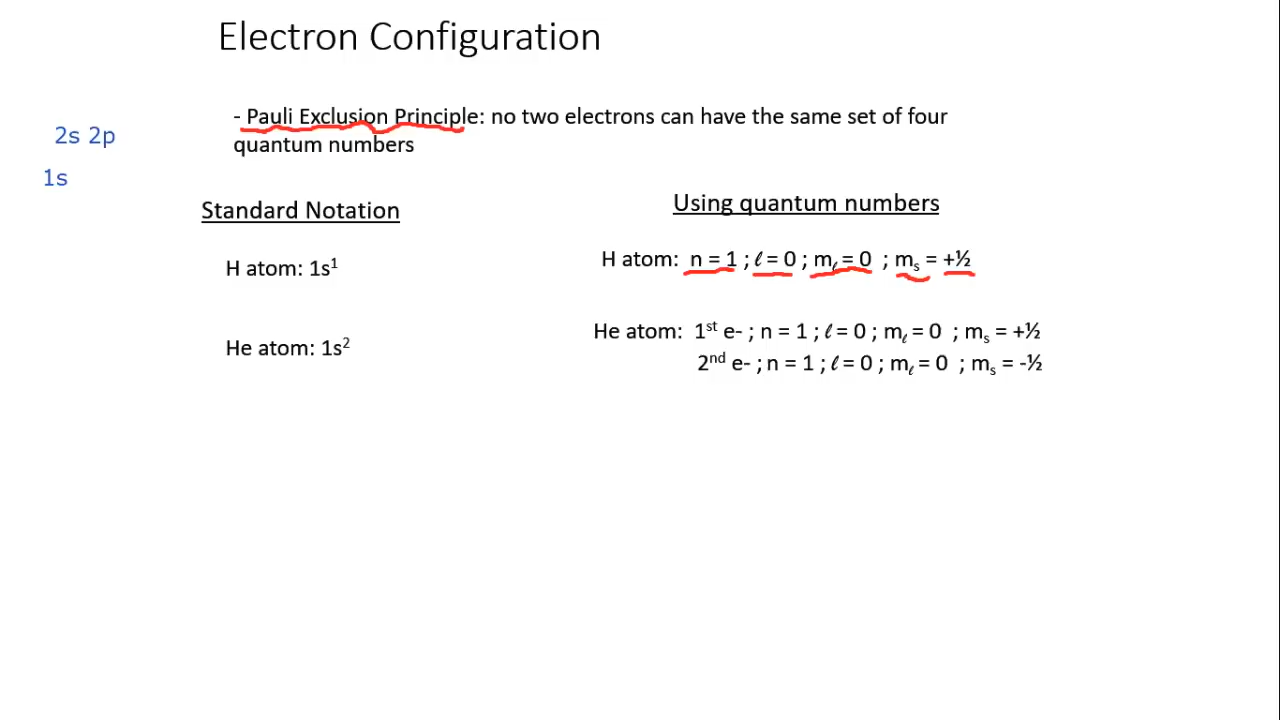 Electron Configuration
- Pauli Exclusion Principle: no two electrons can have the same set of four
quantum numbers
2s 2p
1s
Standard Notation
Using quantum numbers
H atom: 1s¹
H atom: n = 1 ; ℓ = 0 ; mℓ = 0 ; mₛ = +½
He atom: 1s²
He atom: 1ˢᵗ e- ; n = 1 ; ℓ = 0 ; mℓ = 0 ; mₛ = +½
2ⁿᵈ e- ; n = 1 ; ℓ = 0 ; mℓ = 0 ; mₛ = -½